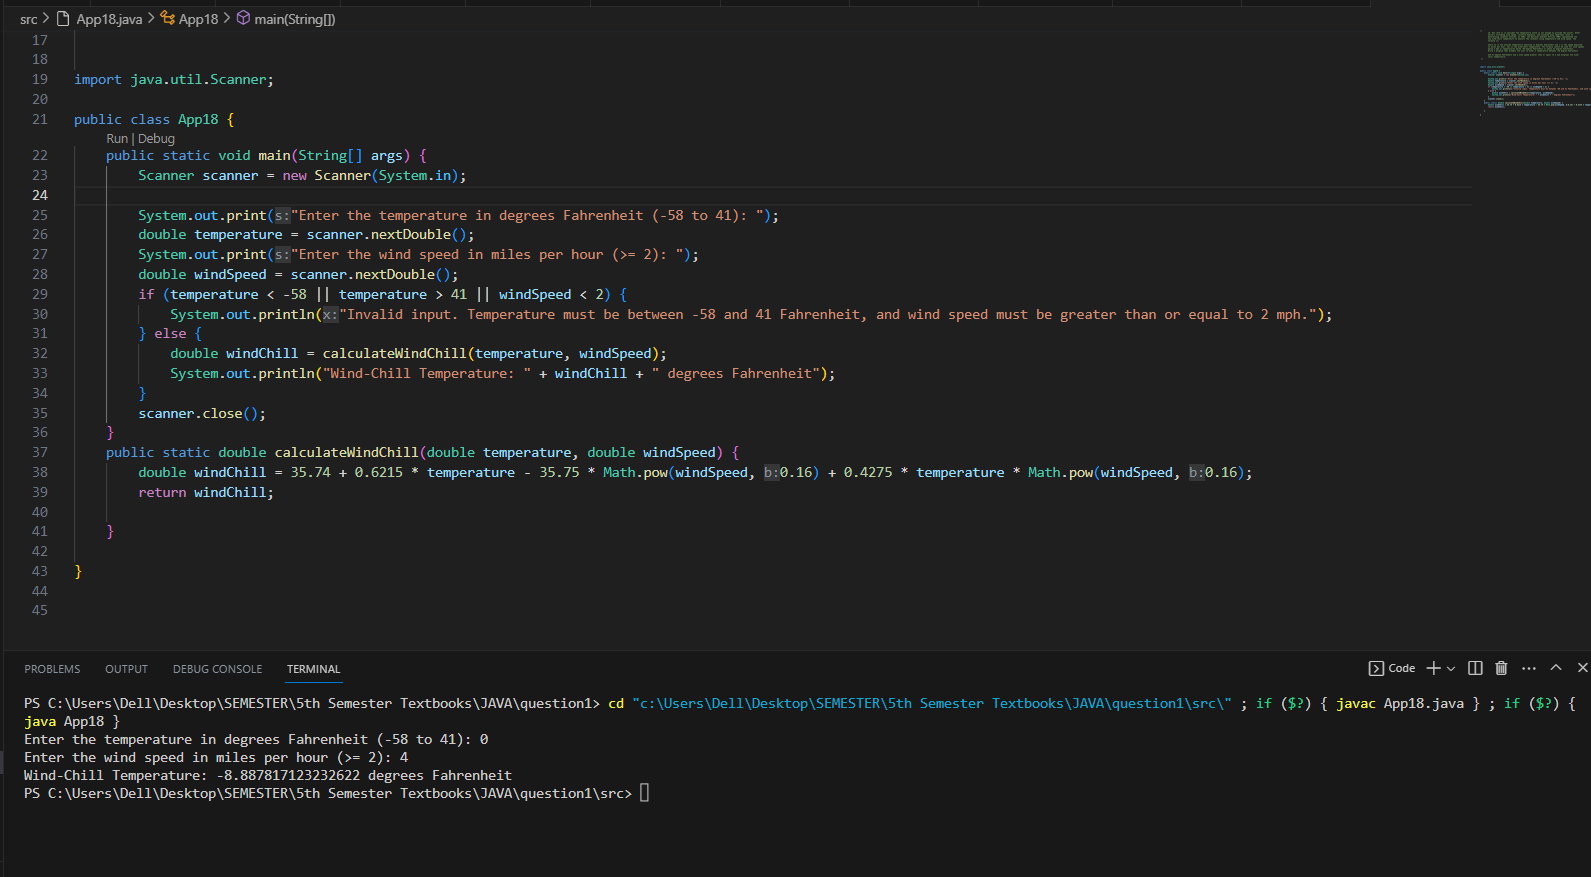 src > App18.java > App18 > main(String[])
17
18
19 import java.util.Scanner;
20
21 public class App18 {
Run | Debug
22 public static void main(String[] args) {
23 Scanner scanner = new Scanner(System.in);
24
25 System.out.print(s:"Enter the temperature in degrees Fahrenheit (-58 to 41): ");
26 double temperature = scanner.nextDouble();
27 System.out.print(s:"Enter the wind speed in miles per hour (>= 2): ");
28 double windSpeed = scanner.nextDouble();
29 if (temperature < -58 || temperature > 41 || windSpeed < 2) {
30 System.out.println(x:"Invalid input. Temperature must be between -58 and 41 Fahrenheit, and wind speed must be greater than or equal to 2 mph.");
31 } else {
32 double windChill = calculateWindChill(temperature, windSpeed);
33 System.out.println("Wind-Chill Temperature: " + windChill + " degrees Fahrenheit");
34 }
35 scanner.close();
36 }
37 public static double calculateWindChill(double temperature, double windSpeed) {
38 double windChill = 35.74 + 0.6215 * temperature - 35.75 * Math.pow(windSpeed, b:0.16) + 0.4275 * temperature * Math.pow(windSpeed, b:0.16);
39 return windChill;
40
41 }
42
43 }
44
45
PROBLEMS OUTPUT DEBUG CONSOLE TERMINAL Code
PS C:\Users\Dell\Desktop\SEMESTER\5th Semester Textbooks\JAVA\question1> cd "c:\Users\Dell\Desktop\SEMESTER\5th Semester Textbooks\JAVA\question1\src\" ; if ($?) { javac App18.java } ; if ($?) {
java App18 }
Enter the temperature in degrees Fahrenheit (-58 to 41): 0
Enter the wind speed in miles per hour (>= 2): 4
Wind-Chill Temperature: -8.887817123232622 degrees Fahrenheit
PS C:\Users\Dell\Desktop\SEMESTER\5th Semester Textbooks\JAVA\question1\src>